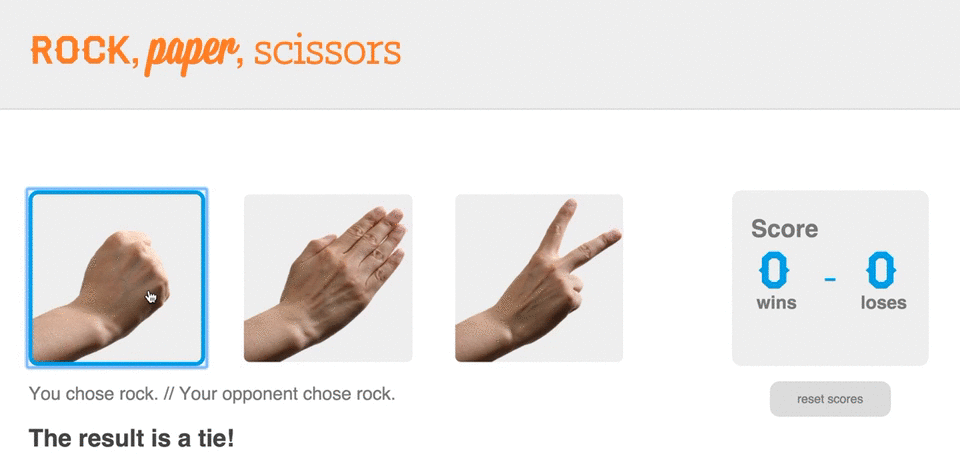 ROCK, paper, scissors
Score
0 - 0
wins loses
You chose rock. // Your opponent chose rock.
reset scores
The result is a tie!